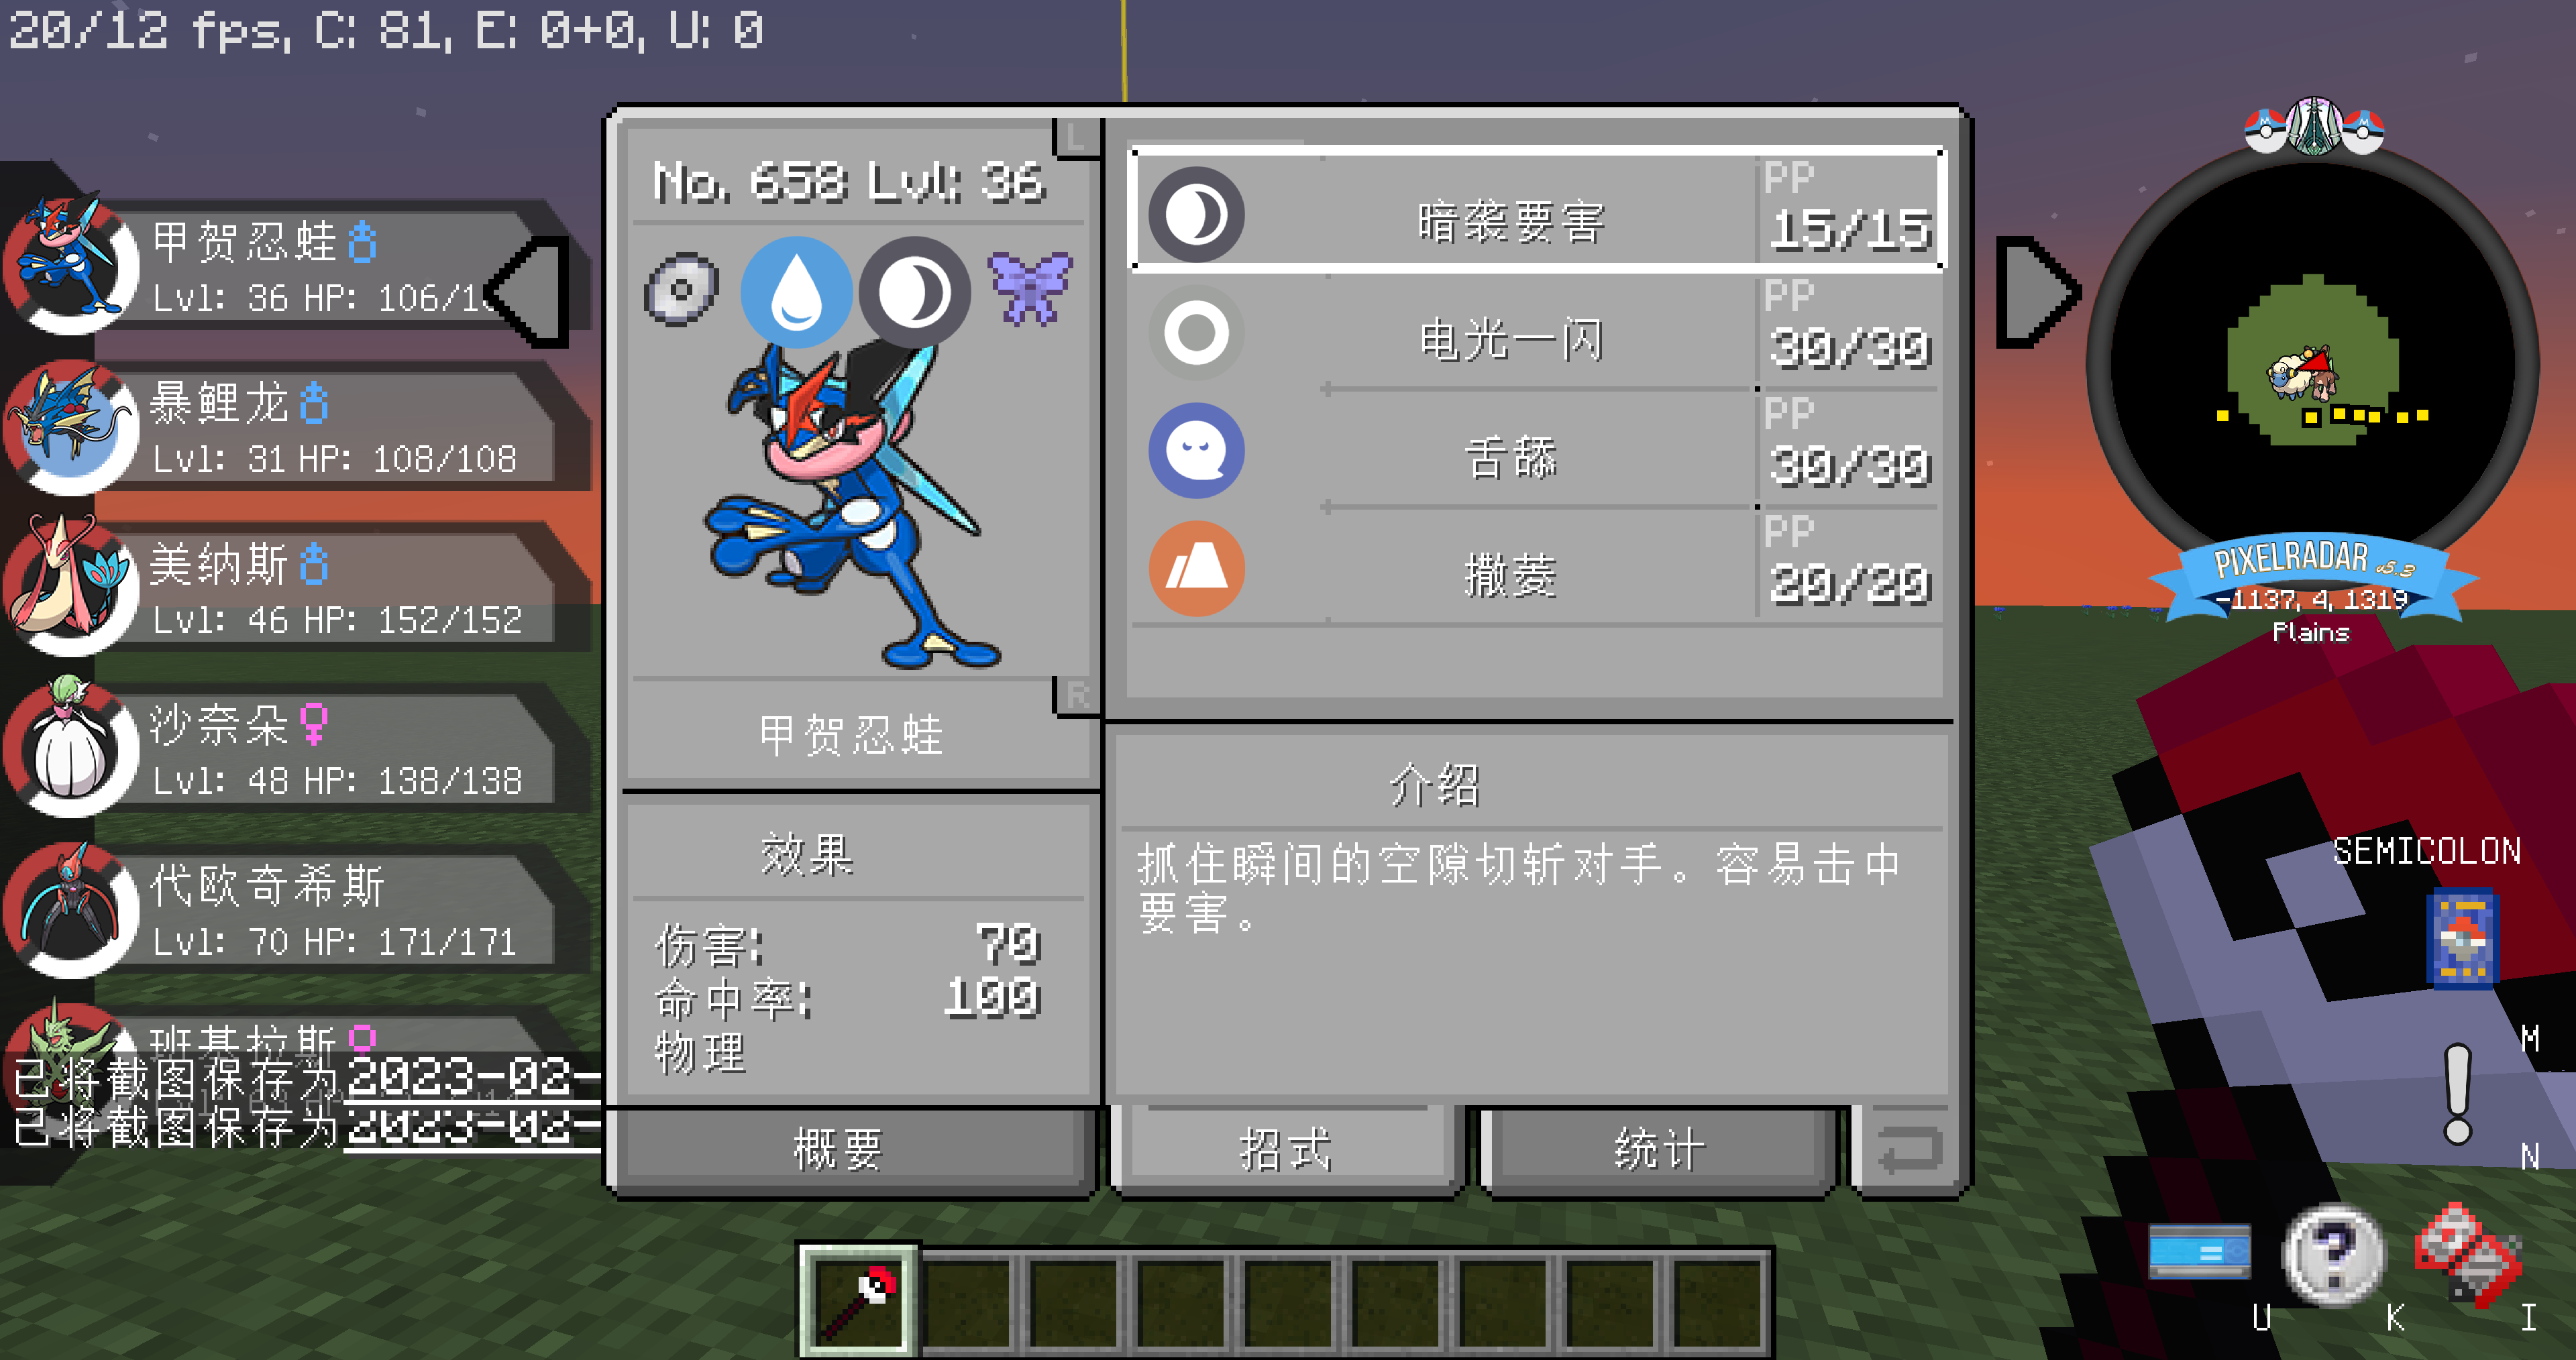 20/12 fps, C: 81, E: 0+0, U: 0
甲贺忍蛙
Lvl: 36 HP: 106/1
暴鲤龙
Lvl: 31 HP: 108/108
美纳斯
Lvl: 46 HP: 152/152
沙奈朵
Lvl: 48 HP: 138/138
代欧奇希斯
Lvl: 70 HP: 171/171
班基拉斯
已将截图保存为2023-02-
已将截图保存为2023-02-
L
No. 658 Lvl: 36
R
甲贺忍蛙
效果
伤害: 70
命中率: 100
物理
暗袭要害
PP
15/15
电光一闪
PP
30/30
舌舔
PP
30/30
撒菱
PP
20/20
介绍
抓住瞬间的空隙切斩对手。容易击中
要害。
概要
招式
统计
PIXELRADAR v5.3
-1137, 4, 1319
Plains
SEMICOLON
M
N
U
K
I